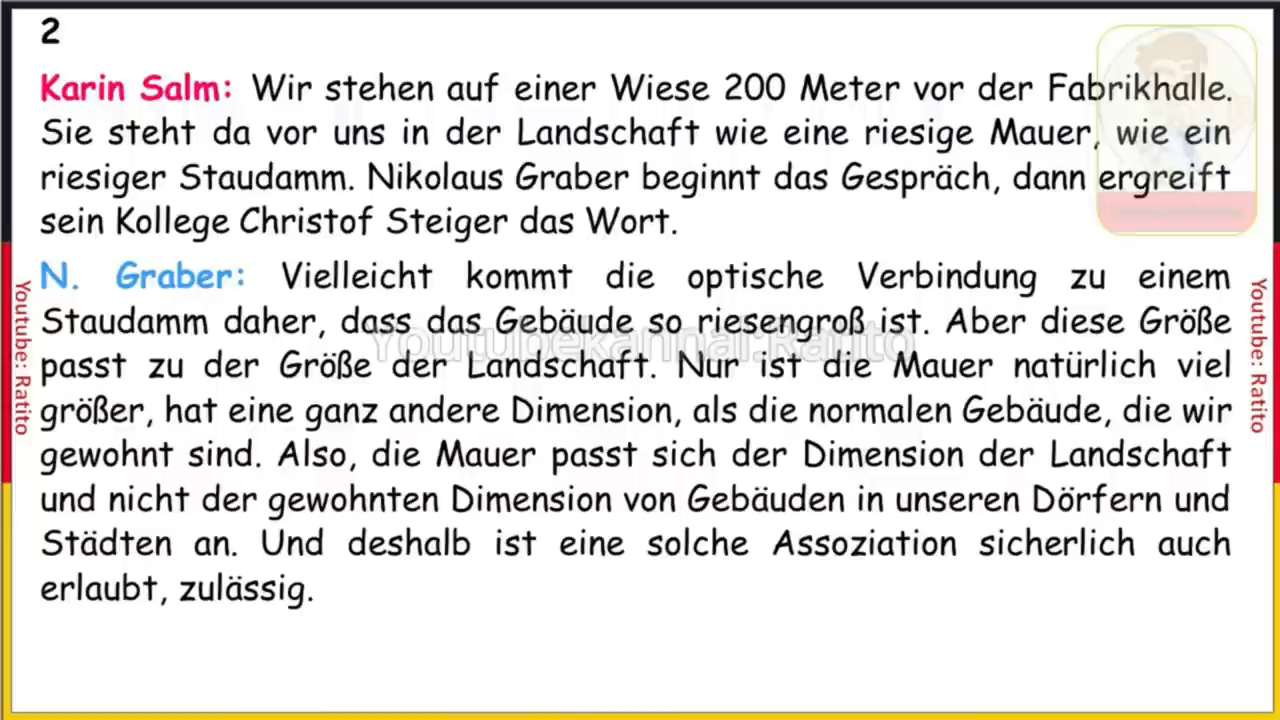 2
Karin Salm: Wir stehen auf einer Wiese 200 Meter vor der Fabrikhalle.
Sie steht da vor uns in der Landschaft wie eine riesige Mauer, wie ein
riesiger Staudamm. Nikolaus Graber beginnt das Gespräch, dann ergreift
sein Kollege Christof Steiger das Wort.
N. Graber: Vielleicht kommt die optische Verbindung zu einem
Staudamm daher, dass das Gebäude so riesengroß ist. Aber diese Größe
passt zu der Größe der Landschaft. Nur ist die Mauer natürlich viel
größer, hat eine ganz andere Dimension, als die normalen Gebäude, die wir
gewohnt sind. Also, die Mauer passt sich der Dimension der Landschaft
und nicht der gewohnten Dimension von Gebäuden in unseren Dörfern und
Städten an. Und deshalb ist eine solche Assoziation sicherlich auch
erlaubt, zulässig.
Youtube: Ratito
Youtube: Ratito